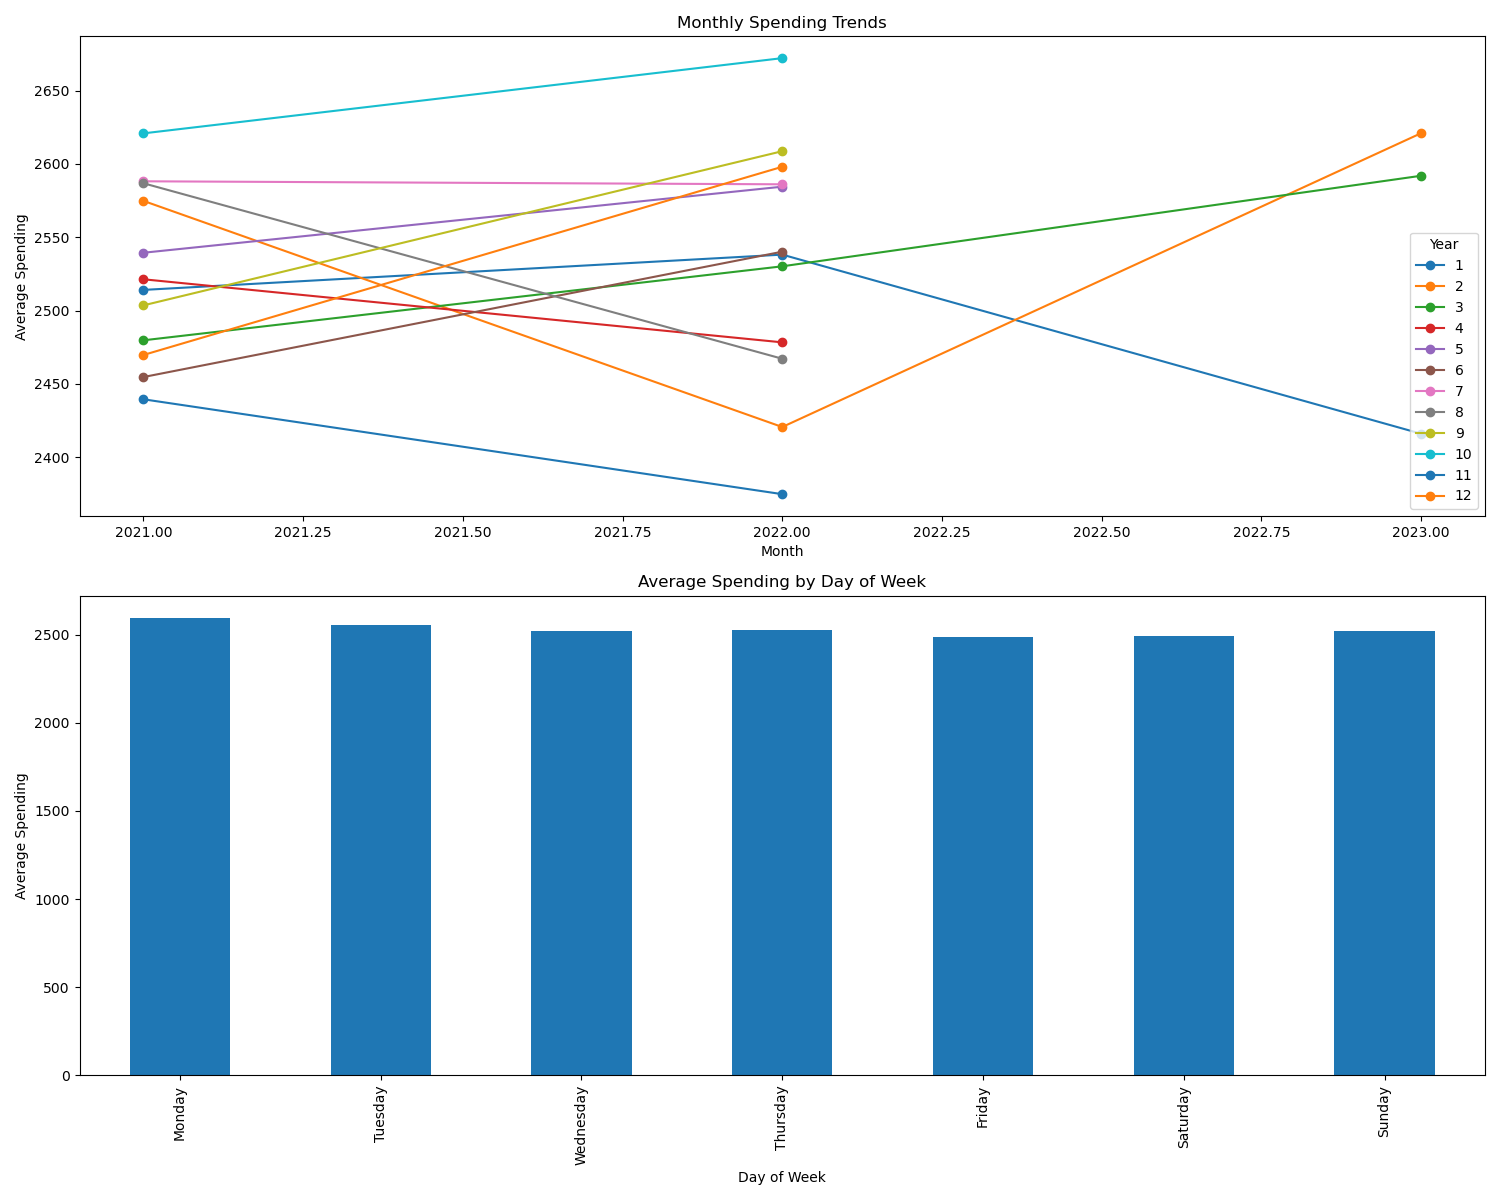 Monthly Spending Trends
Average Spending
2650
2600
2550
2500
2450
2400
Year
1
2
3
4
5
6
7
8
9
10
11
12
2021.00 2021.25 2021.50 2021.75 2022.00 2022.25 2022.50 2022.75 2023.00
Month
Average Spending by Day of Week
Average Spending
2500
2000
1500
1000
500
0
Monday Tuesday Wednesday Thursday Friday Saturday Sunday
Day of Week